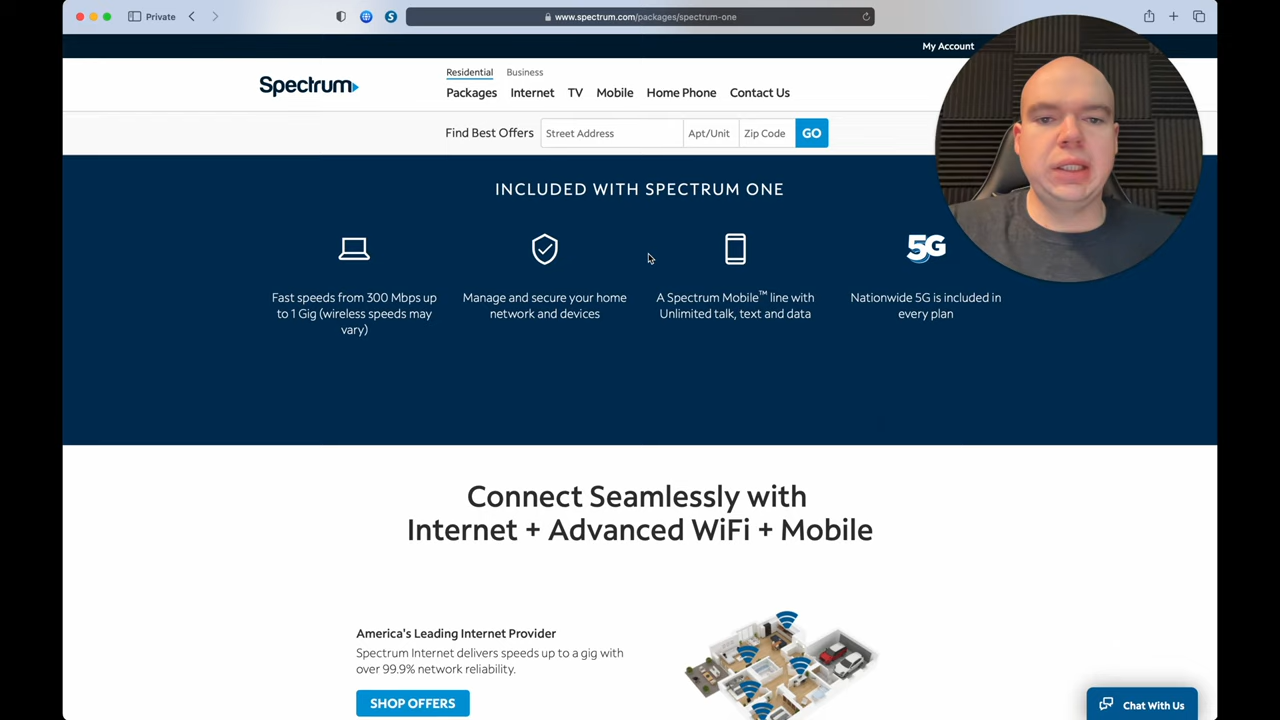 Private
www.spectrum.com/packages/spectrum-one
My Account
Spectrum
Residential Business
Packages Internet TV Mobile Home Phone Contact Us
Find Best Offers Street Address Apt/Unit Zip Code GO
INCLUDED WITH SPECTRUM ONE
5G
Fast speeds from 300 Mbps up
to 1 Gig (wireless speeds may
vary)
Manage and secure your home
network and devices
A Spectrum Mobile™ line with
Unlimited talk, text and data
Nationwide 5G is included in
every plan
Connect Seamlessly with
Internet + Advanced WiFi + Mobile
America's Leading Internet Provider
Spectrum Internet delivers speeds up to a gig with
over 99.9% network reliability.
SHOP OFFERS
Chat With Us